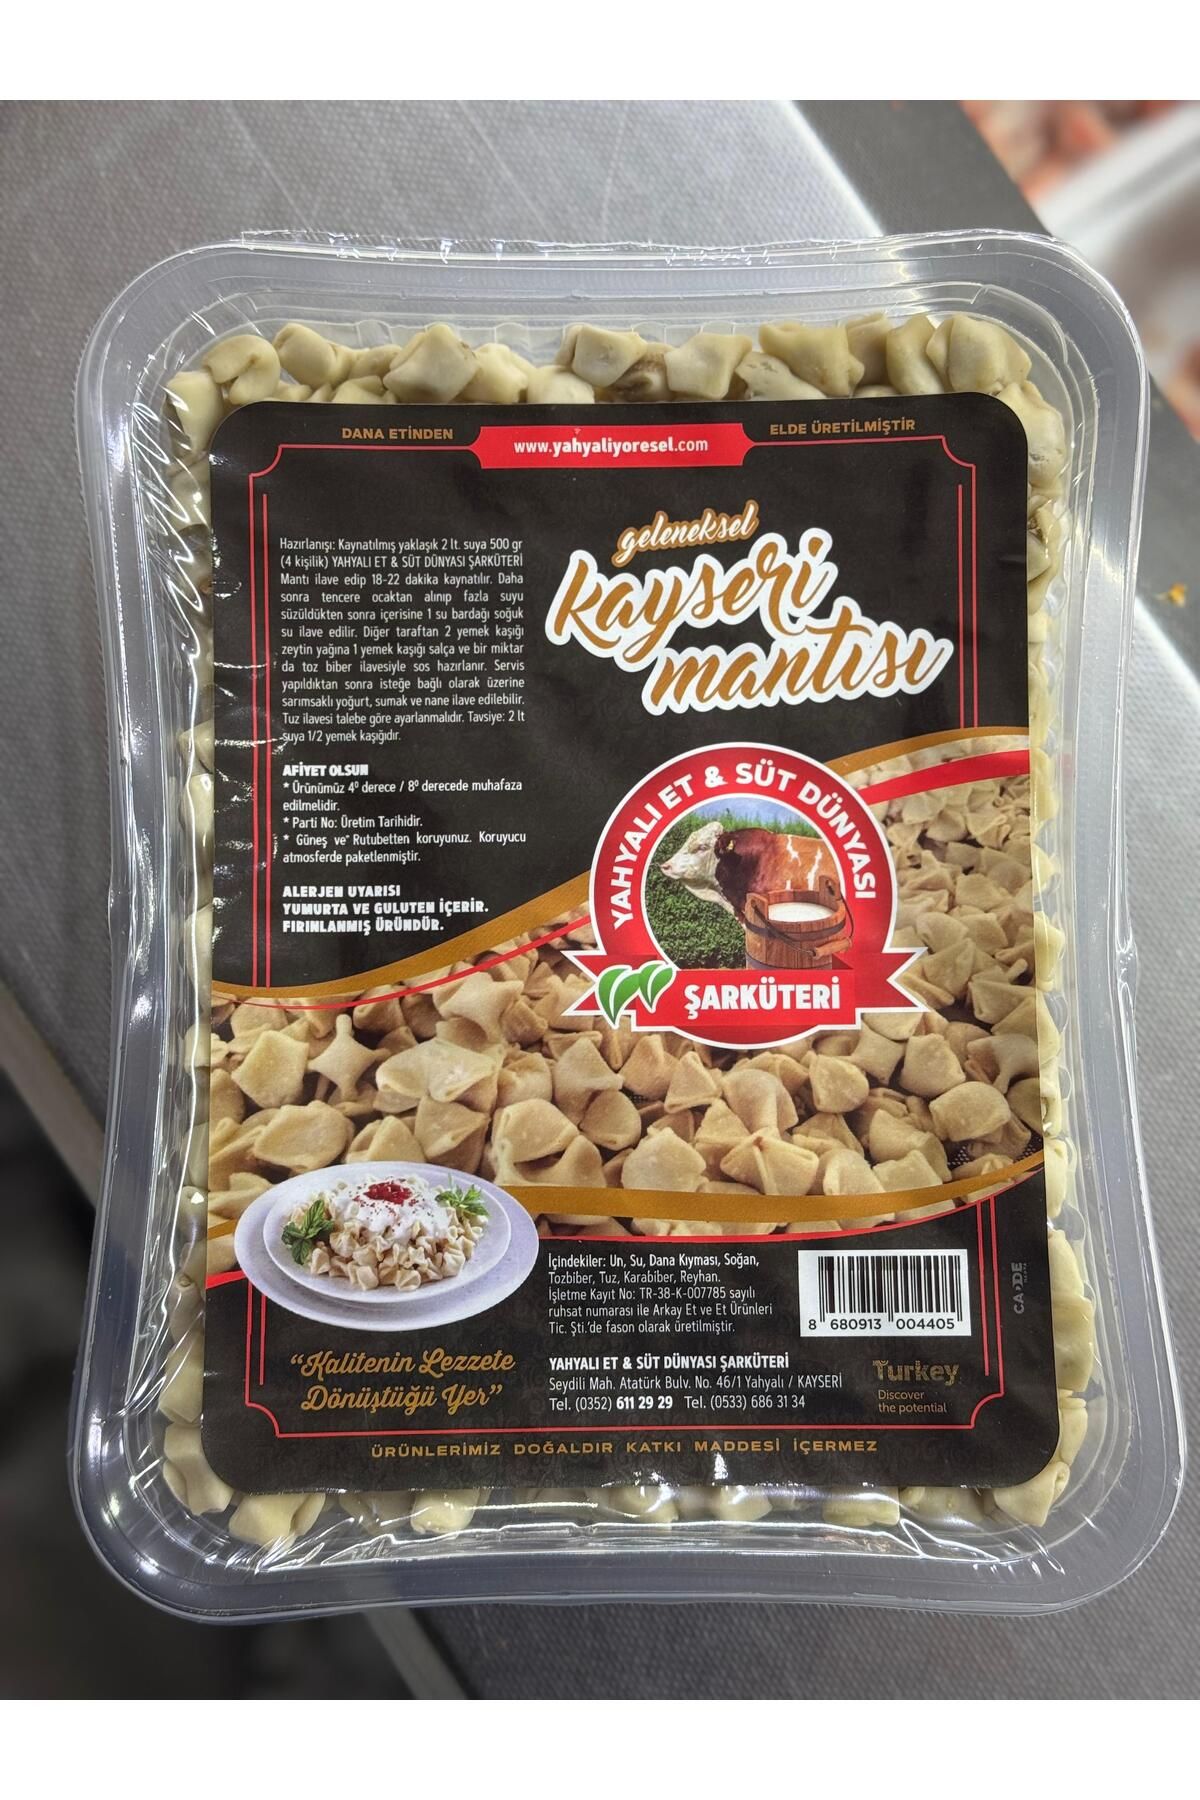 DANA ETİNDEN
www.yahyaliyoresel.com
ELDE ÜRETİLMİŞTİR
geleneksel
kayseri
mantısı
Hazırlanışı: Kaynatılmış yaklaşık 2 lt. suya 500 gr
(4 kişilik) YAHYALI ET & SÜT DÜNYASI ŞARKÜTERİ
Mantı ilave edip 18-22 dakika kaynatılır. Daha
sonra tencere ocaktan alınıp fazla suyu
süzüldükten sonra içerisine 1 su bardağı soğuk
su ilave edilir. Diğer taraftan 2 yemek kaşığı
zeytin yağına 1 yemek kaşığı salça ve bir miktar
da toz biber ilavesiyle sos hazırlanır. Servis
yapıldıktan sonra isteğe bağlı olarak üzerine
sarımsaklı yoğurt, sumak ve nane ilave edilebilir.
Tuz ilavesi talebe göre ayarlanmalıdır. Tavsiye: 2 lt
suya 1/2 yemek kaşığıdır.
AFİYET OLSUN
* Ürünümüz 4⁰ derece / 8⁰ derecede muhafaza
edilmelidir.
* Parti No: Üretim Tarihidir.
* Güneş ve" Rutubetten koruyunuz. Koruyucu
atmosferde paketlenmiştir.
ALERJEN UYARISI
YUMURTA VE GULUTEN İÇERİR.
FIRINLANMIŞ ÜRÜNDÜR.
YAHYALI ET & SÜT DÜNYASI
ŞARKÜTERİ
İçindekiler: Un, Su, Dana Kıyması, Soğan,
Tozbiber, Tuz, Karabiber, Reyhan.
İşletme Kayıt No: TR-38-K-007785 sayılı
ruhsat numarası ile Arkay Et ve Et Ürünleri
Tic. Şti.'de fason olarak üretilmiştir.
8 680913 004405
CADDE
"Kalitenin Lezzete
Dönüştüğü Yer"
YAHYALI ET & SÜT DÜNYASI ŞARKÜTERİ
Seydili Mah. Atatürk Bulv. No. 46/1 Yahyalı / KAYSERİ
Tel. (0352) 611 29 29 Tel. (0533) 686 31 34
Turkey
Discover
the potential
ÜRÜNLERİMİZ DOĞALDIR KATKI MADDESİ İÇERMEZ